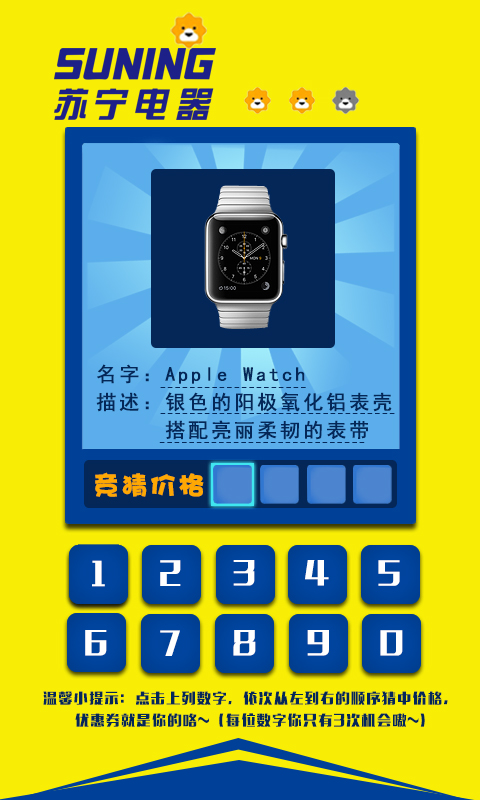 SUNING
苏宁电器
名字：Apple Watch
描述：银色的阳极氧化铝表壳
搭配亮丽柔韧的表带
竞猜价格
1 2 3 4 5
6 7 8 9 0
温馨小提示：点击上列数字，依次从左到右的顺序猜中价格，
优惠券就是你的咯～（每位数字你只有3次机会嗷～）